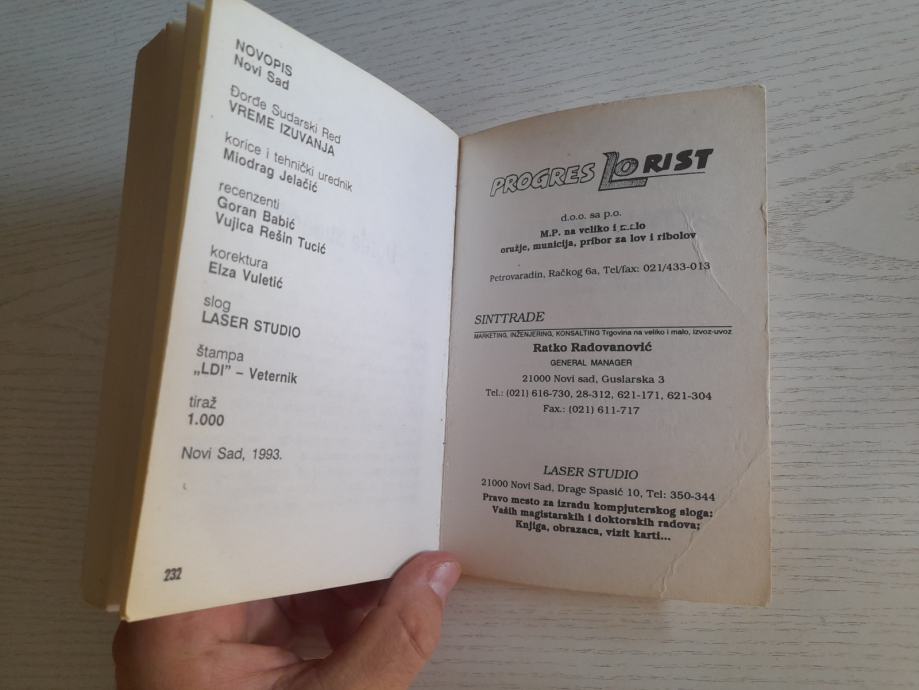 NOVOPIS
Novi Sad
Đorđe Sudarski Red
VREME IZUVANJA
korice i tehnički urednik
Miodrag Jelačić
recenzenti
Goran Babić
Vujica Rešin Tucić
korektura
Elza Vuletić
slog
LASER STUDIO
štampa
„LDI” – Veternik
tiraž
1.000
Novi Sad, 1993.
232
PROGRES LORIST
d.o.o. sa p.o.
M.P. na veliko i
oružje, municija, pribor za lov i ribolov
Petrovaradin, Račkog 6a, Tel/fax: 021/433-013
SINTTRADE
MARKETING, INŽENJERING, KONSALTING Trgovina na veliko i malo, izvoz-uvoz
Ratko Radovanović
GENERAL MANAGER
21000 Novi sad, Guslarska 3
Tel.: (021) 616-730, 28-312, 621-171, 621-304
Fax.: (021) 611-717
LASER STUDIO
21000 Novi Sad, Drage Spasić 10, Tel: 350-344
Pravo mesto za izradu kompjuterskog sloga:
Vaših magistarskih i doktorskih radova;
Knjiga, obrazaca, vizit karti...